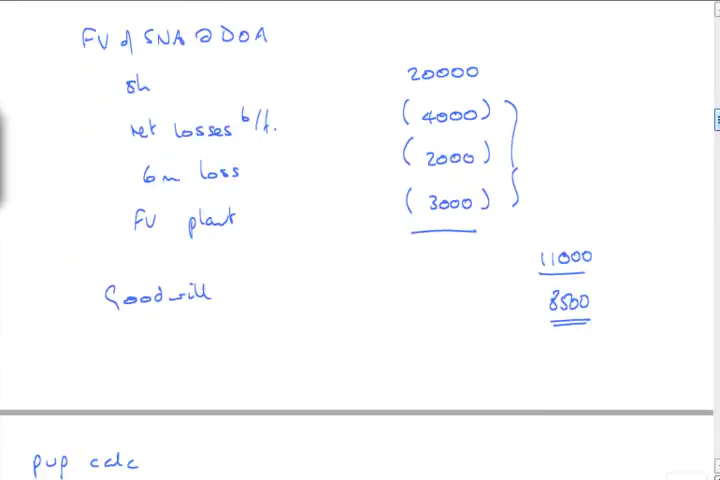 FV of SNA @ DOA
sh 20000
ret losses b/f. (4000)
6m loss (2000)
FV plant (3000)
11000
Goodwill 8500
pup calc